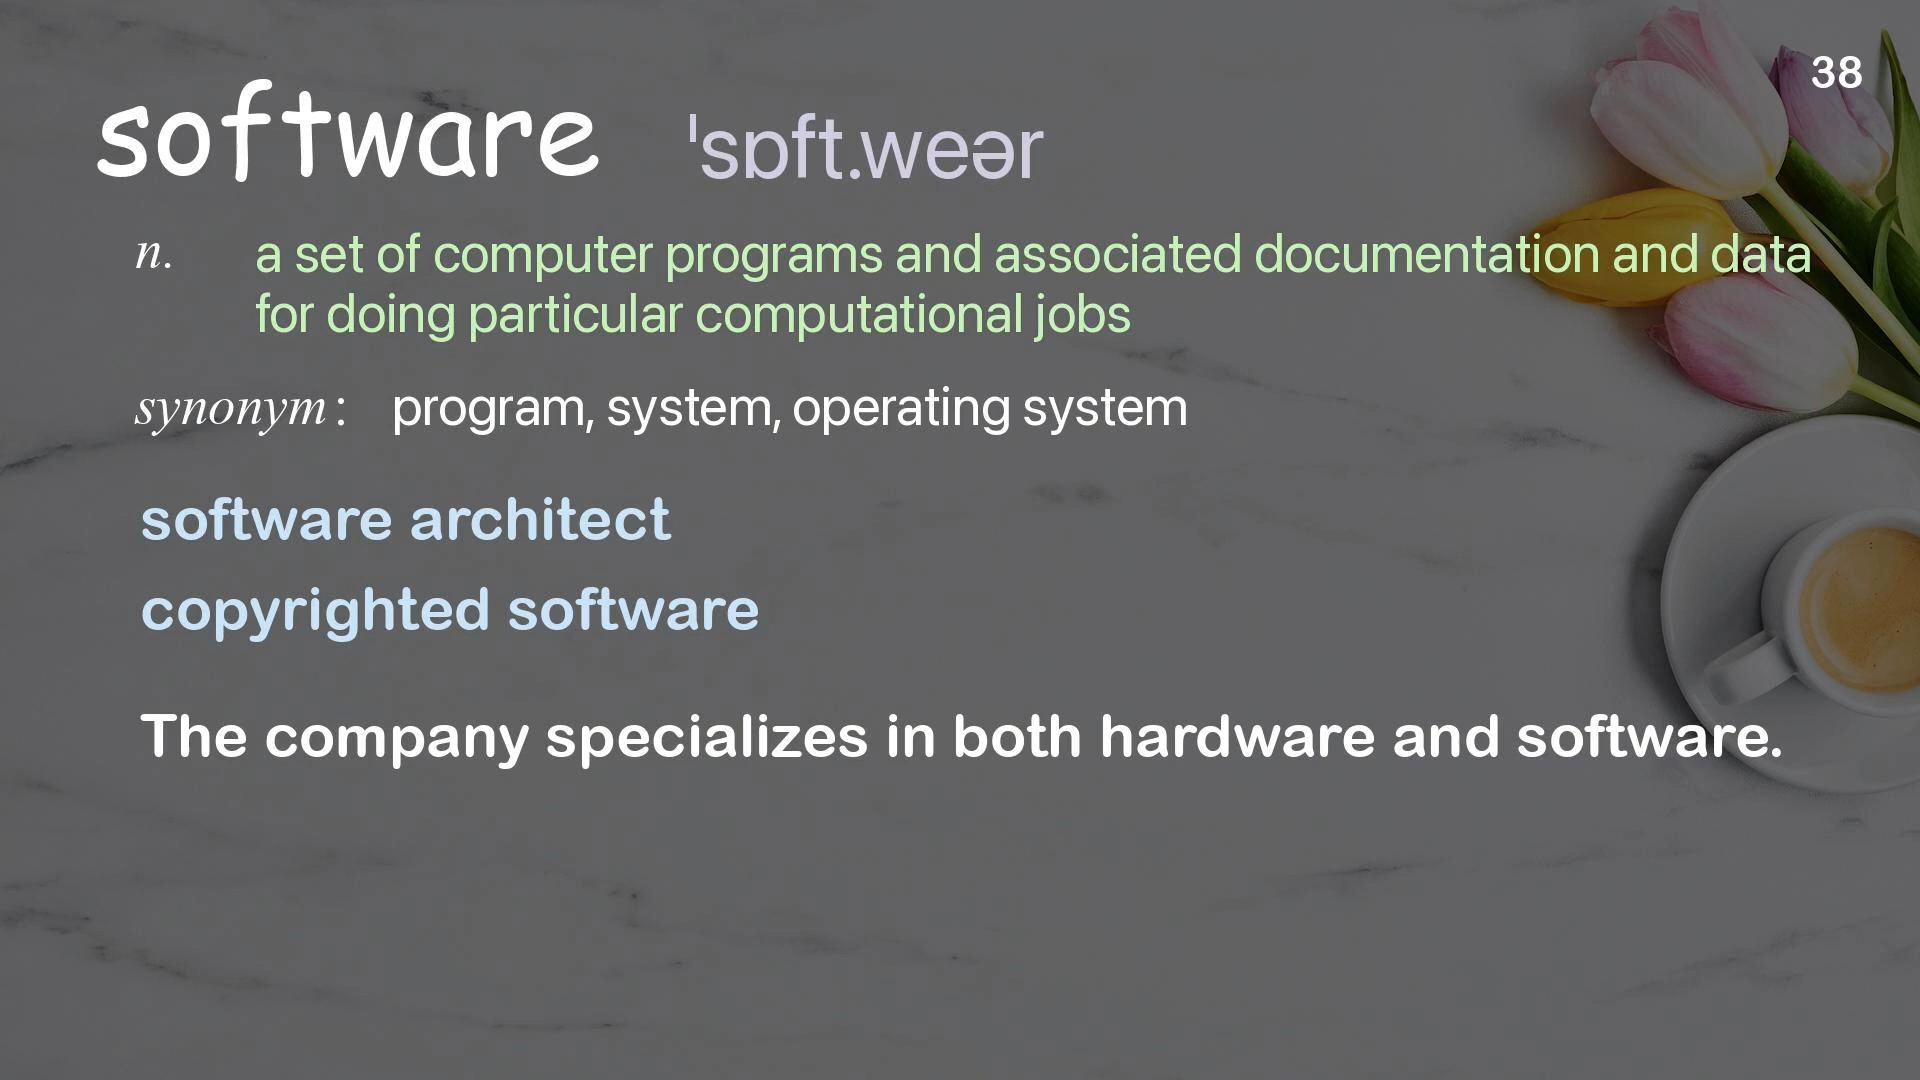 38
software ˈsɒft.weər
n. a set of computer programs and associated documentation and data
for doing particular computational jobs
synonym: program, system, operating system
software architect
copyrighted software
The company specializes in both hardware and software.